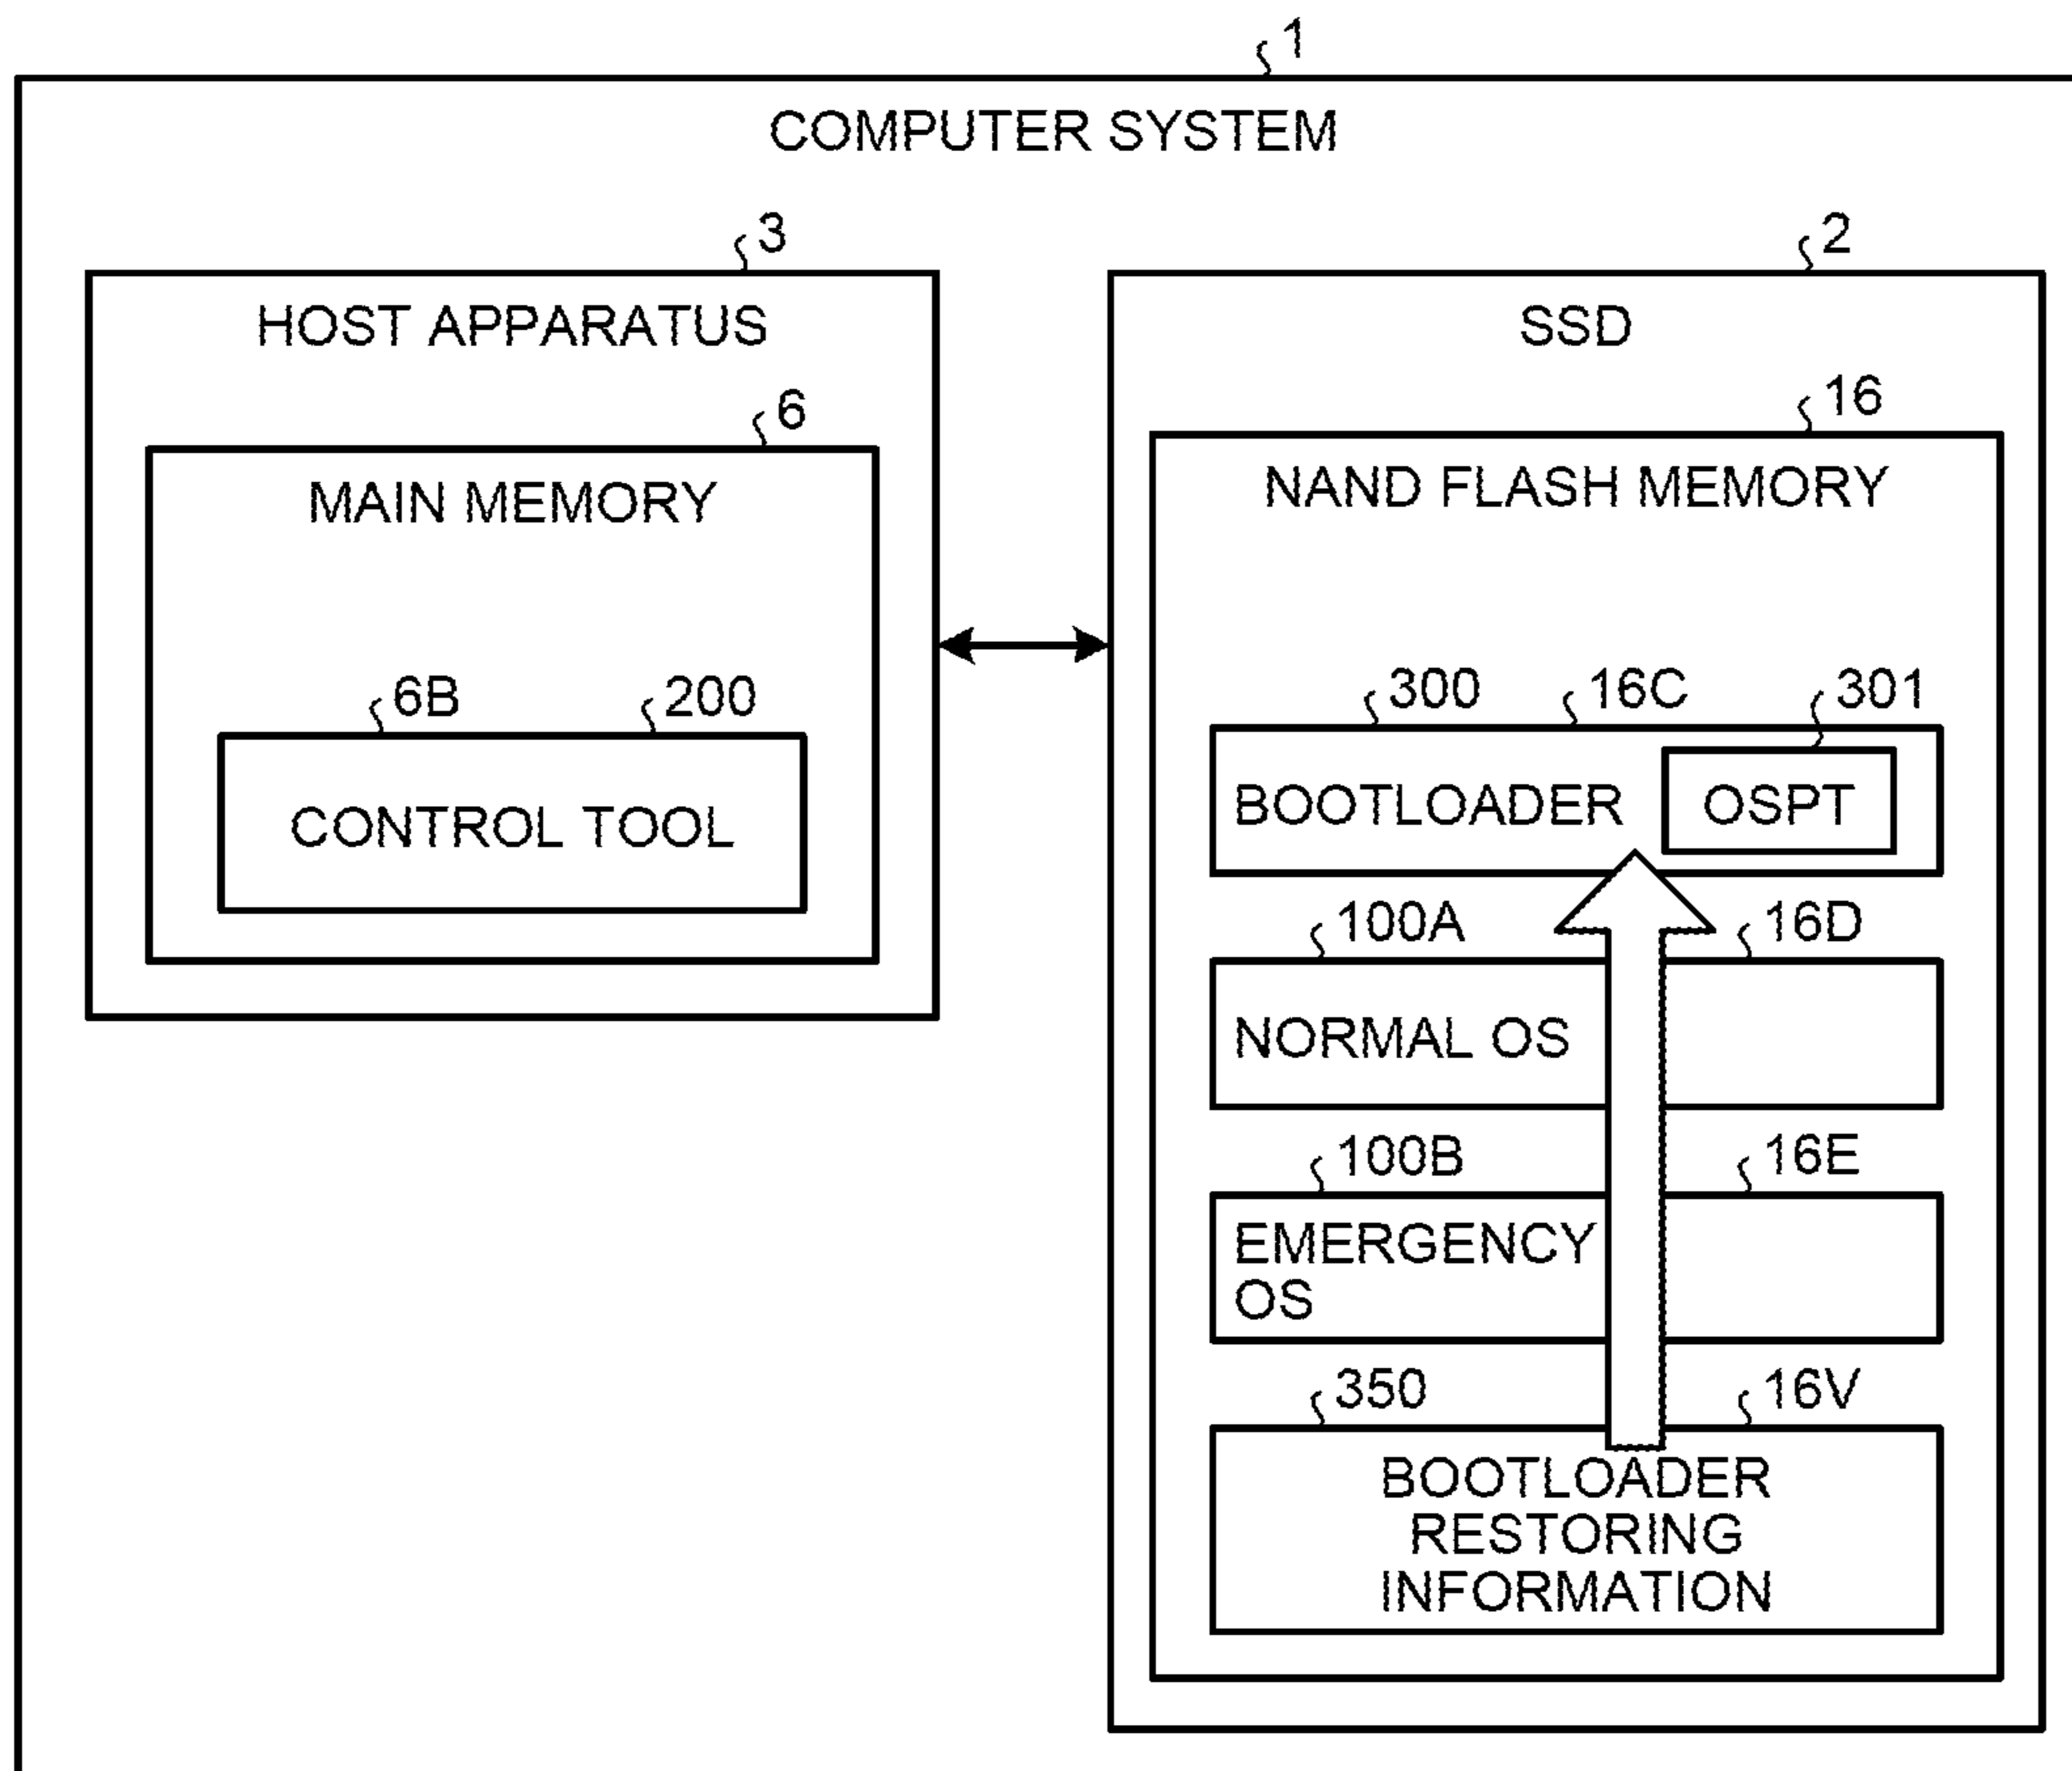 1
COMPUTER SYSTEM
3
HOST APPARATUS
6
MAIN MEMORY
6B
200
CONTROL TOOL
2
SSD
16
NAND FLASH MEMORY
300
16C
301
BOOTLOADER
OSPT
100A
16D
NORMAL OS
100B
16E
EMERGENCY
OS
350
16V
BOOTLOADER
RESTORING
INFORMATION